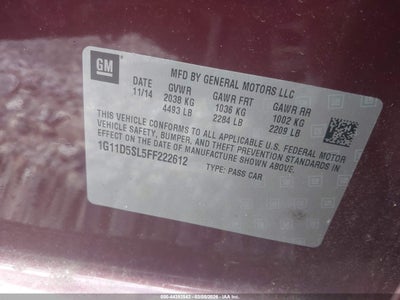 GM
MFD BY GENERAL MOTORS LLC
DATE GVWR GAWR FRT GAWR RR
11/14 2038 KG 1036 KG 1002 KG
4493 LB 2284 LB 2209 LB
THIS VEHICLE CONFORMS TO ALL APPLICABLE U.S. FEDERAL MOTOR
VEHICLE SAFETY, BUMPER, AND THEFT PREVENTION STANDARDS IN
EFFECT ON THE DATE OF MANUFACTURE SHOWN ABOVE.
1G11D5SL5FF222612
TYPE: PASS CAR